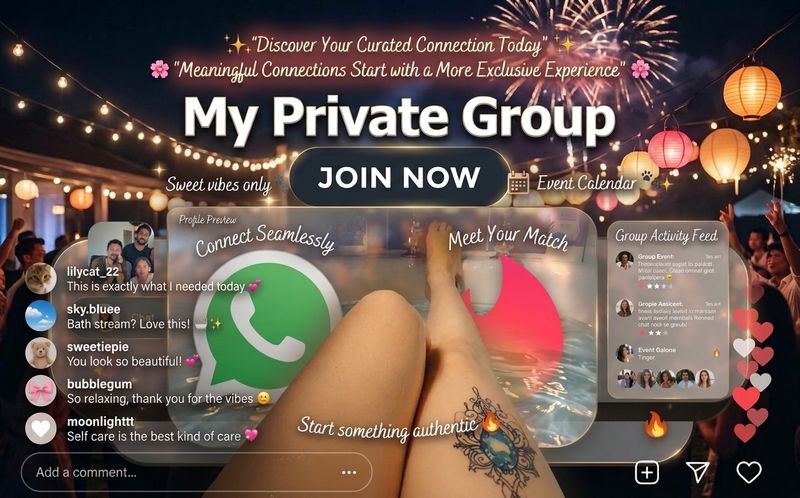 "Discover Your Curated Connection Today"
"Meaningful Connections Start with a More Exclusive Experience"
My Private Group
JOIN NOW
Sweet vibes only
Event Calendar
Profile Preview
Connect Seamlessly
Meet Your Match
Group Activity Feed
Group Event:
Gropie Assiceet:
Event Galone
Tinger
lilycat_22
This is exactly what I needed today 💕
sky.bluee
Bath stream? Love this! 🛁✨
sweetiepie
You look so beautiful! 💕
bubblegum
So relaxing, thank you for the vibes 😊
moonlighttt
Self care is the best kind of care 💖
Start something authentic
Add a comment...